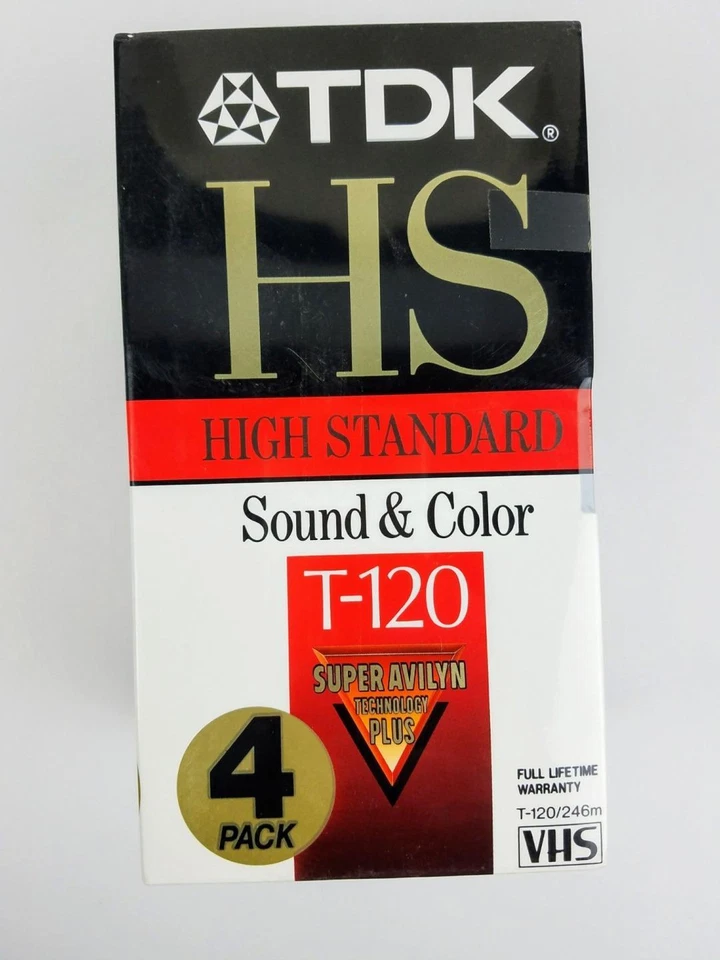 TDK®
HS
HIGH STANDARD
Sound & Color
T-120
SUPER AVILYN
TECHNOLOGY
PLUS
4
PACK
FULL LIFETIME
WARRANTY
T-120/246m
VHS